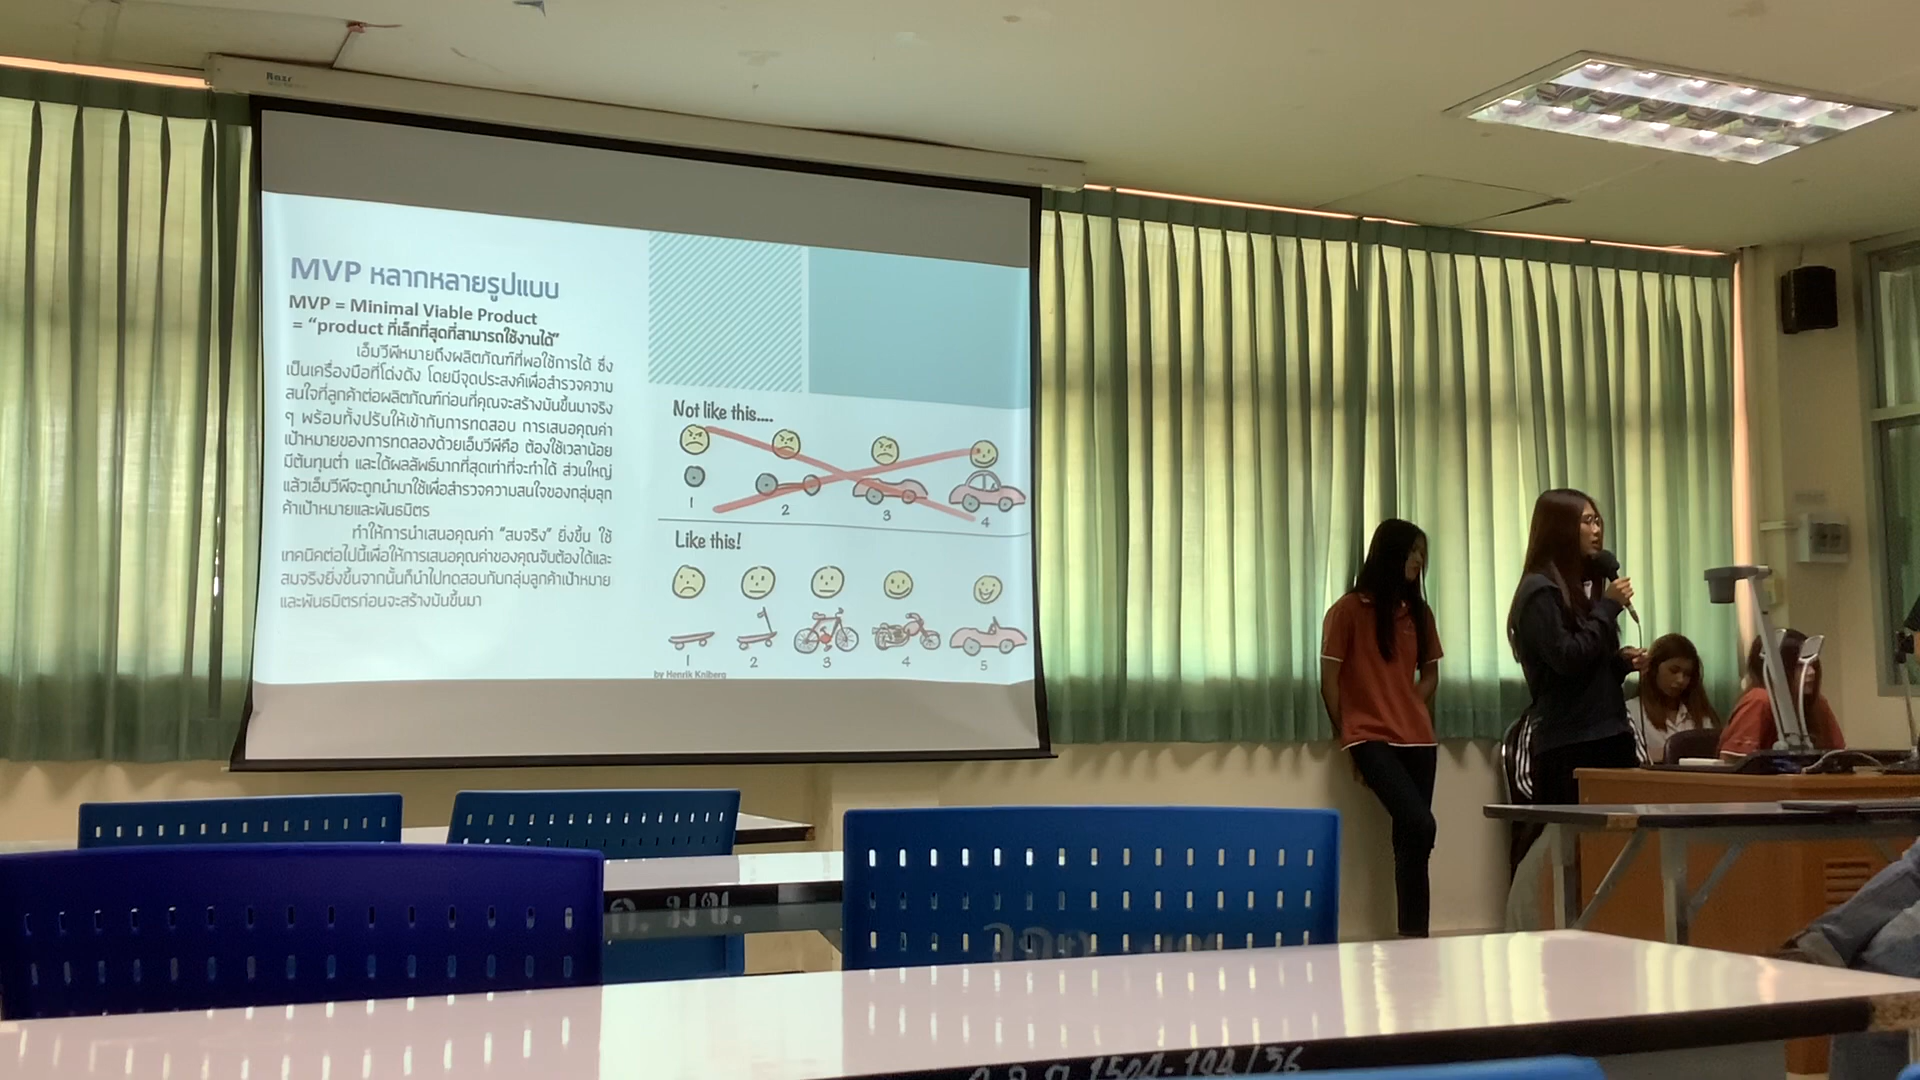 MVP หลากหลายรูปแบบ
MVP = Minimal Viable Product
= “product ที่เล็กที่สุดที่สามารถใช้งานได้”
เอ็มวีพีหมายถึงผลิตภัณฑ์ที่พอใช้การได้ ซึ่ง
เป็นเครื่องมือที่โด่งดัง โดยมีจุดประสงค์เพื่อสำรวจความ
สนใจที่ลูกค้าต่อผลิตภัณฑ์ก่อนที่คุณจะสร้างมันขึ้นมาจริง
ๆ พร้อมทั้งปรับให้เข้ากับการทดสอบ การเสนอคุณค่า
เป้าหมายของการทดลองด้วยเอ็มวีพีคือ ต้องใช้เวลาน้อย
มีต้นทุนต่ำ และได้ผลลัพธ์มากที่สุดเท่าที่จะทำได้ ส่วนใหญ่
แล้วเอ็มวีพีจะถูกนำมาใช้เพื่อสำรวจความสนใจของกลุ่มลูก
ค้าเป้าหมายและพันธมิตร
ทำให้การนำเสนอคุณค่า “สมจริง” ยิ่งขึ้น ใช้
เทคนิคต่อไปนี้เพื่อให้การเสนอคุณค่าของคุณจับต้องได้และ
สมจริงยิ่งขึ้นจากนั้นก็นำไปทดสอบกับกลุ่มลูกค้าเป้าหมาย
และพันธมิตรก่อนจะสร้างมันขึ้นมา
Not like this....
1 2 3 4
Like this!
1 2 3 4 5
by Henrik Kniberg
ค. มข.